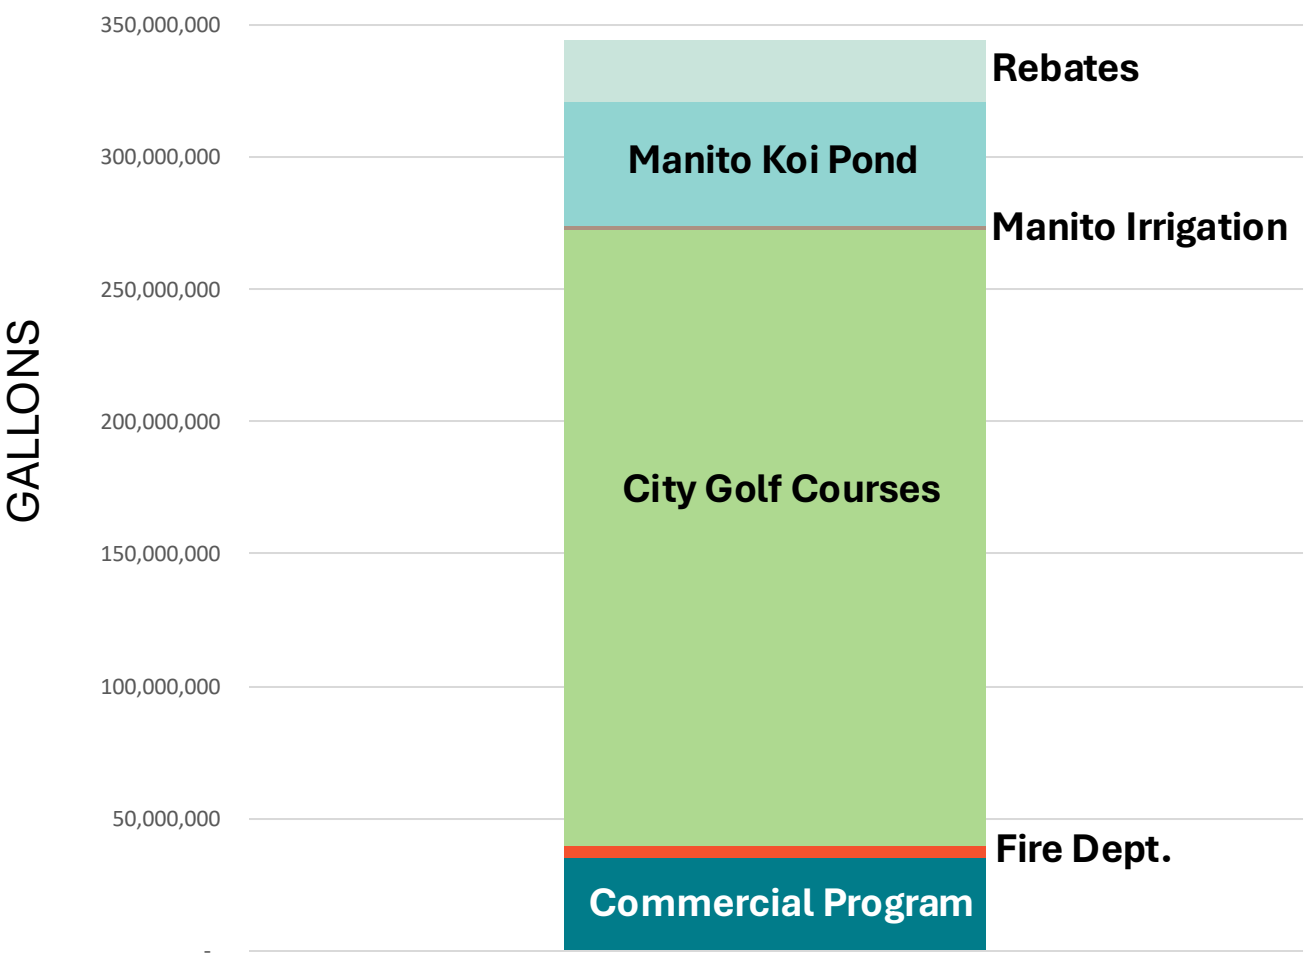 350,000,000
Rebates
300,000,000
Manito Koi Pond
Manito Irrigation
250,000,000
GALLONS
200,000,000
City Golf Courses
150,000,000
100,000,000
50,000,000
Fire Dept.
Commercial Program
-